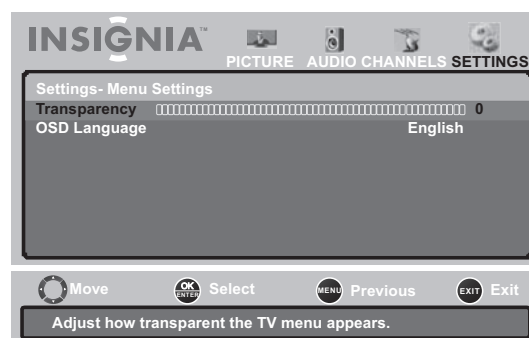 INSIGNIA™
PICTURE AUDIO CHANNELS SETTINGS
Settings- Menu Settings
Transparency 0
OSD Language English
Move OK ENTER Select MENU Previous EXIT Exit
Adjust how transparent the TV menu appears.